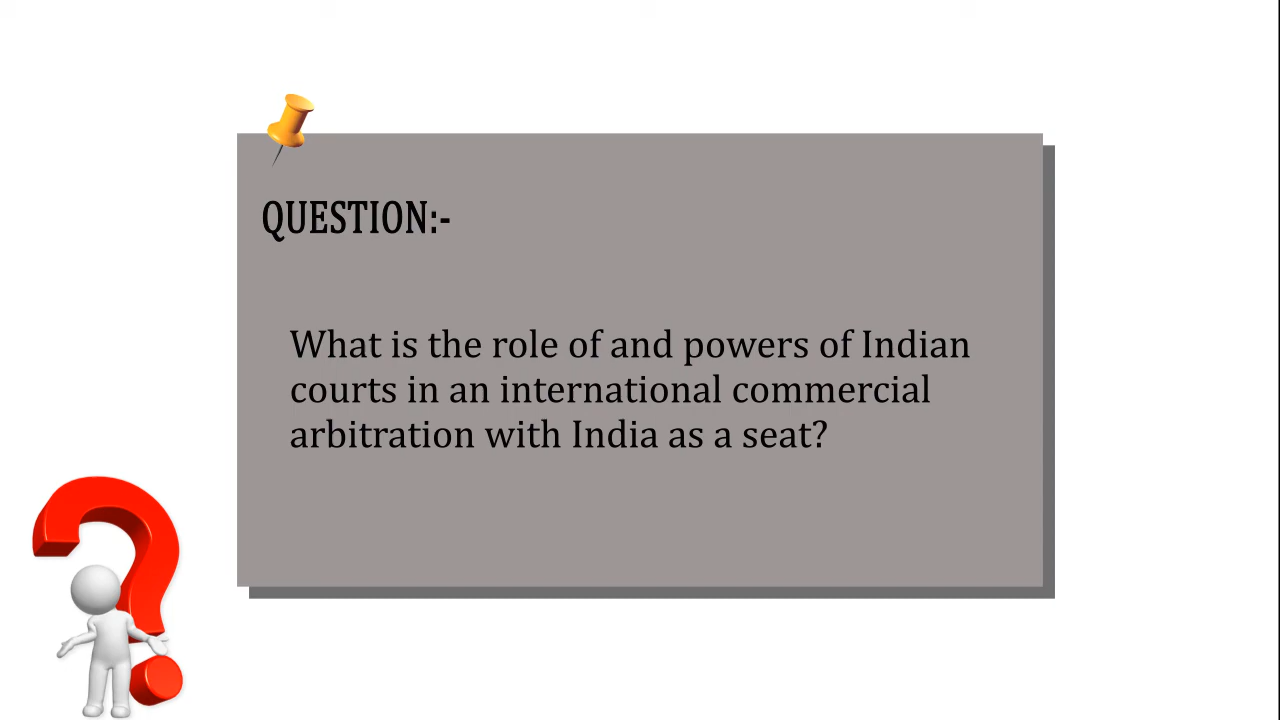 QUESTION:-
What is the role of and powers of Indian
courts in an international commercial
arbitration with India as a seat?